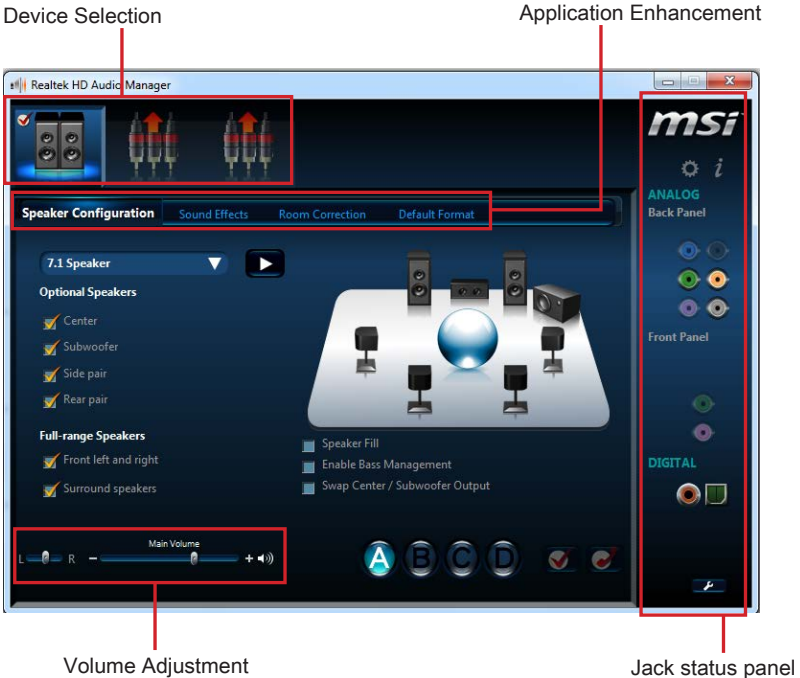 Device Selection
Application Enhancement
Realtek HD Audio Manager
msi
ANALOG
Back Panel
Speaker Configuration
Sound Effects
Room Correction
Default Format
7.1 Speaker
Optional Speakers
Center
Subwoofer
Side pair
Rear pair
Front Panel
Full-range Speakers
Front left and right
Surround speakers
Speaker Fill
Enable Bass Management
Swap Center / Subwoofer Output
DIGITAL
Main Volume
L R - +
A B C D
Volume Adjustment
Jack status panel